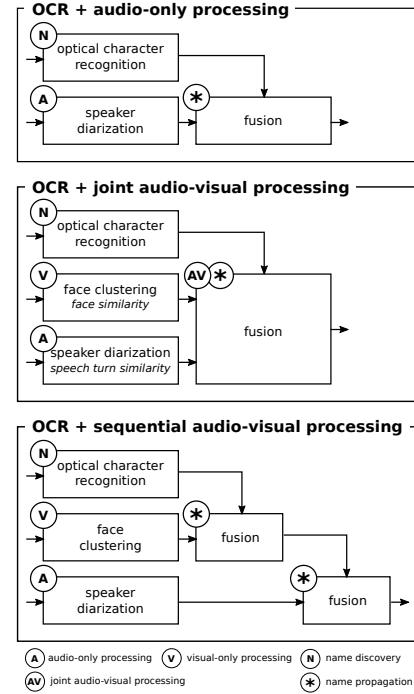 OCR + audio-only processing
N
optical character
recognition
A
speaker
diarization
*
fusion
OCR + joint audio-visual processing
N
optical character
recognition
V
face clustering
face similarity
AV
*
fusion
A
speaker diarization
speech turn similarity
OCR + sequential audio-visual processing
N
optical character
recognition
V
face
clustering
*
fusion
A
speaker
diarization
*
fusion
A audio-only processing V visual-only processing N name discovery
AV joint audio-visual processing * name propagation